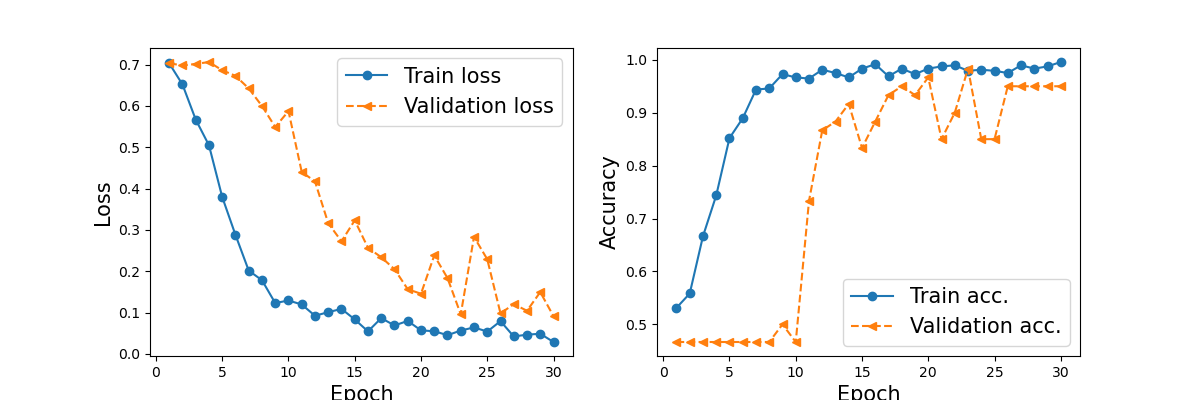 0.7
0.6
0.5
0.4
0.3
0.2
0.1
0.0
Loss
Train loss
Validation loss
0 5 10 15 20 25 30
Epoch
1.0
0.9
0.8
0.7
0.6
0.5
Accuracy
Train acc.
Validation acc.
0 5 10 15 20 25 30
Epoch